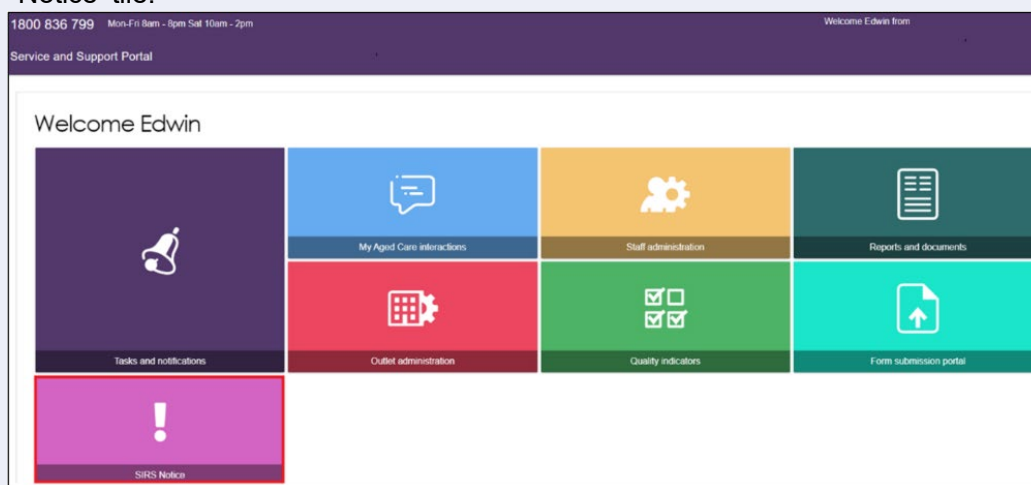 1800 836 799 Mon-Fri 8am - 8pm Sat 10am - 2pm
Welcome Edwin from
Service and Support Portal
Welcome Edwin
Tasks and notifications
My Aged Care interactions
Staff administration
Reports and documents
Outlet administration
Quality indicators
Form submission portal
SIRS Notice